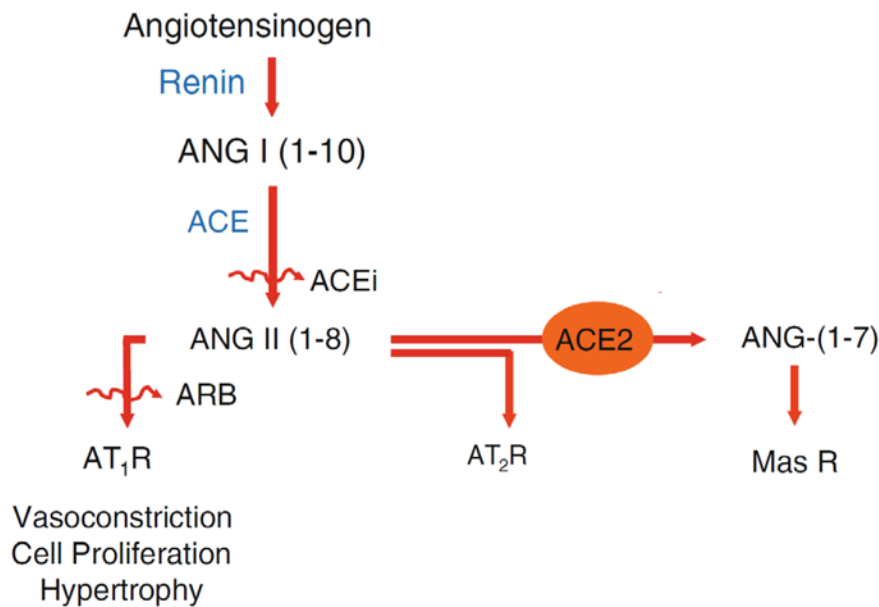 Angiotensinogen
Renin
ANG I (1-10)
ACE
ACEi
ANG II (1-8)
ACE2
ANG-(1-7)
ARB
AT₁R
AT₂R
Mas R
Vasoconstriction
Cell Proliferation
Hypertrophy